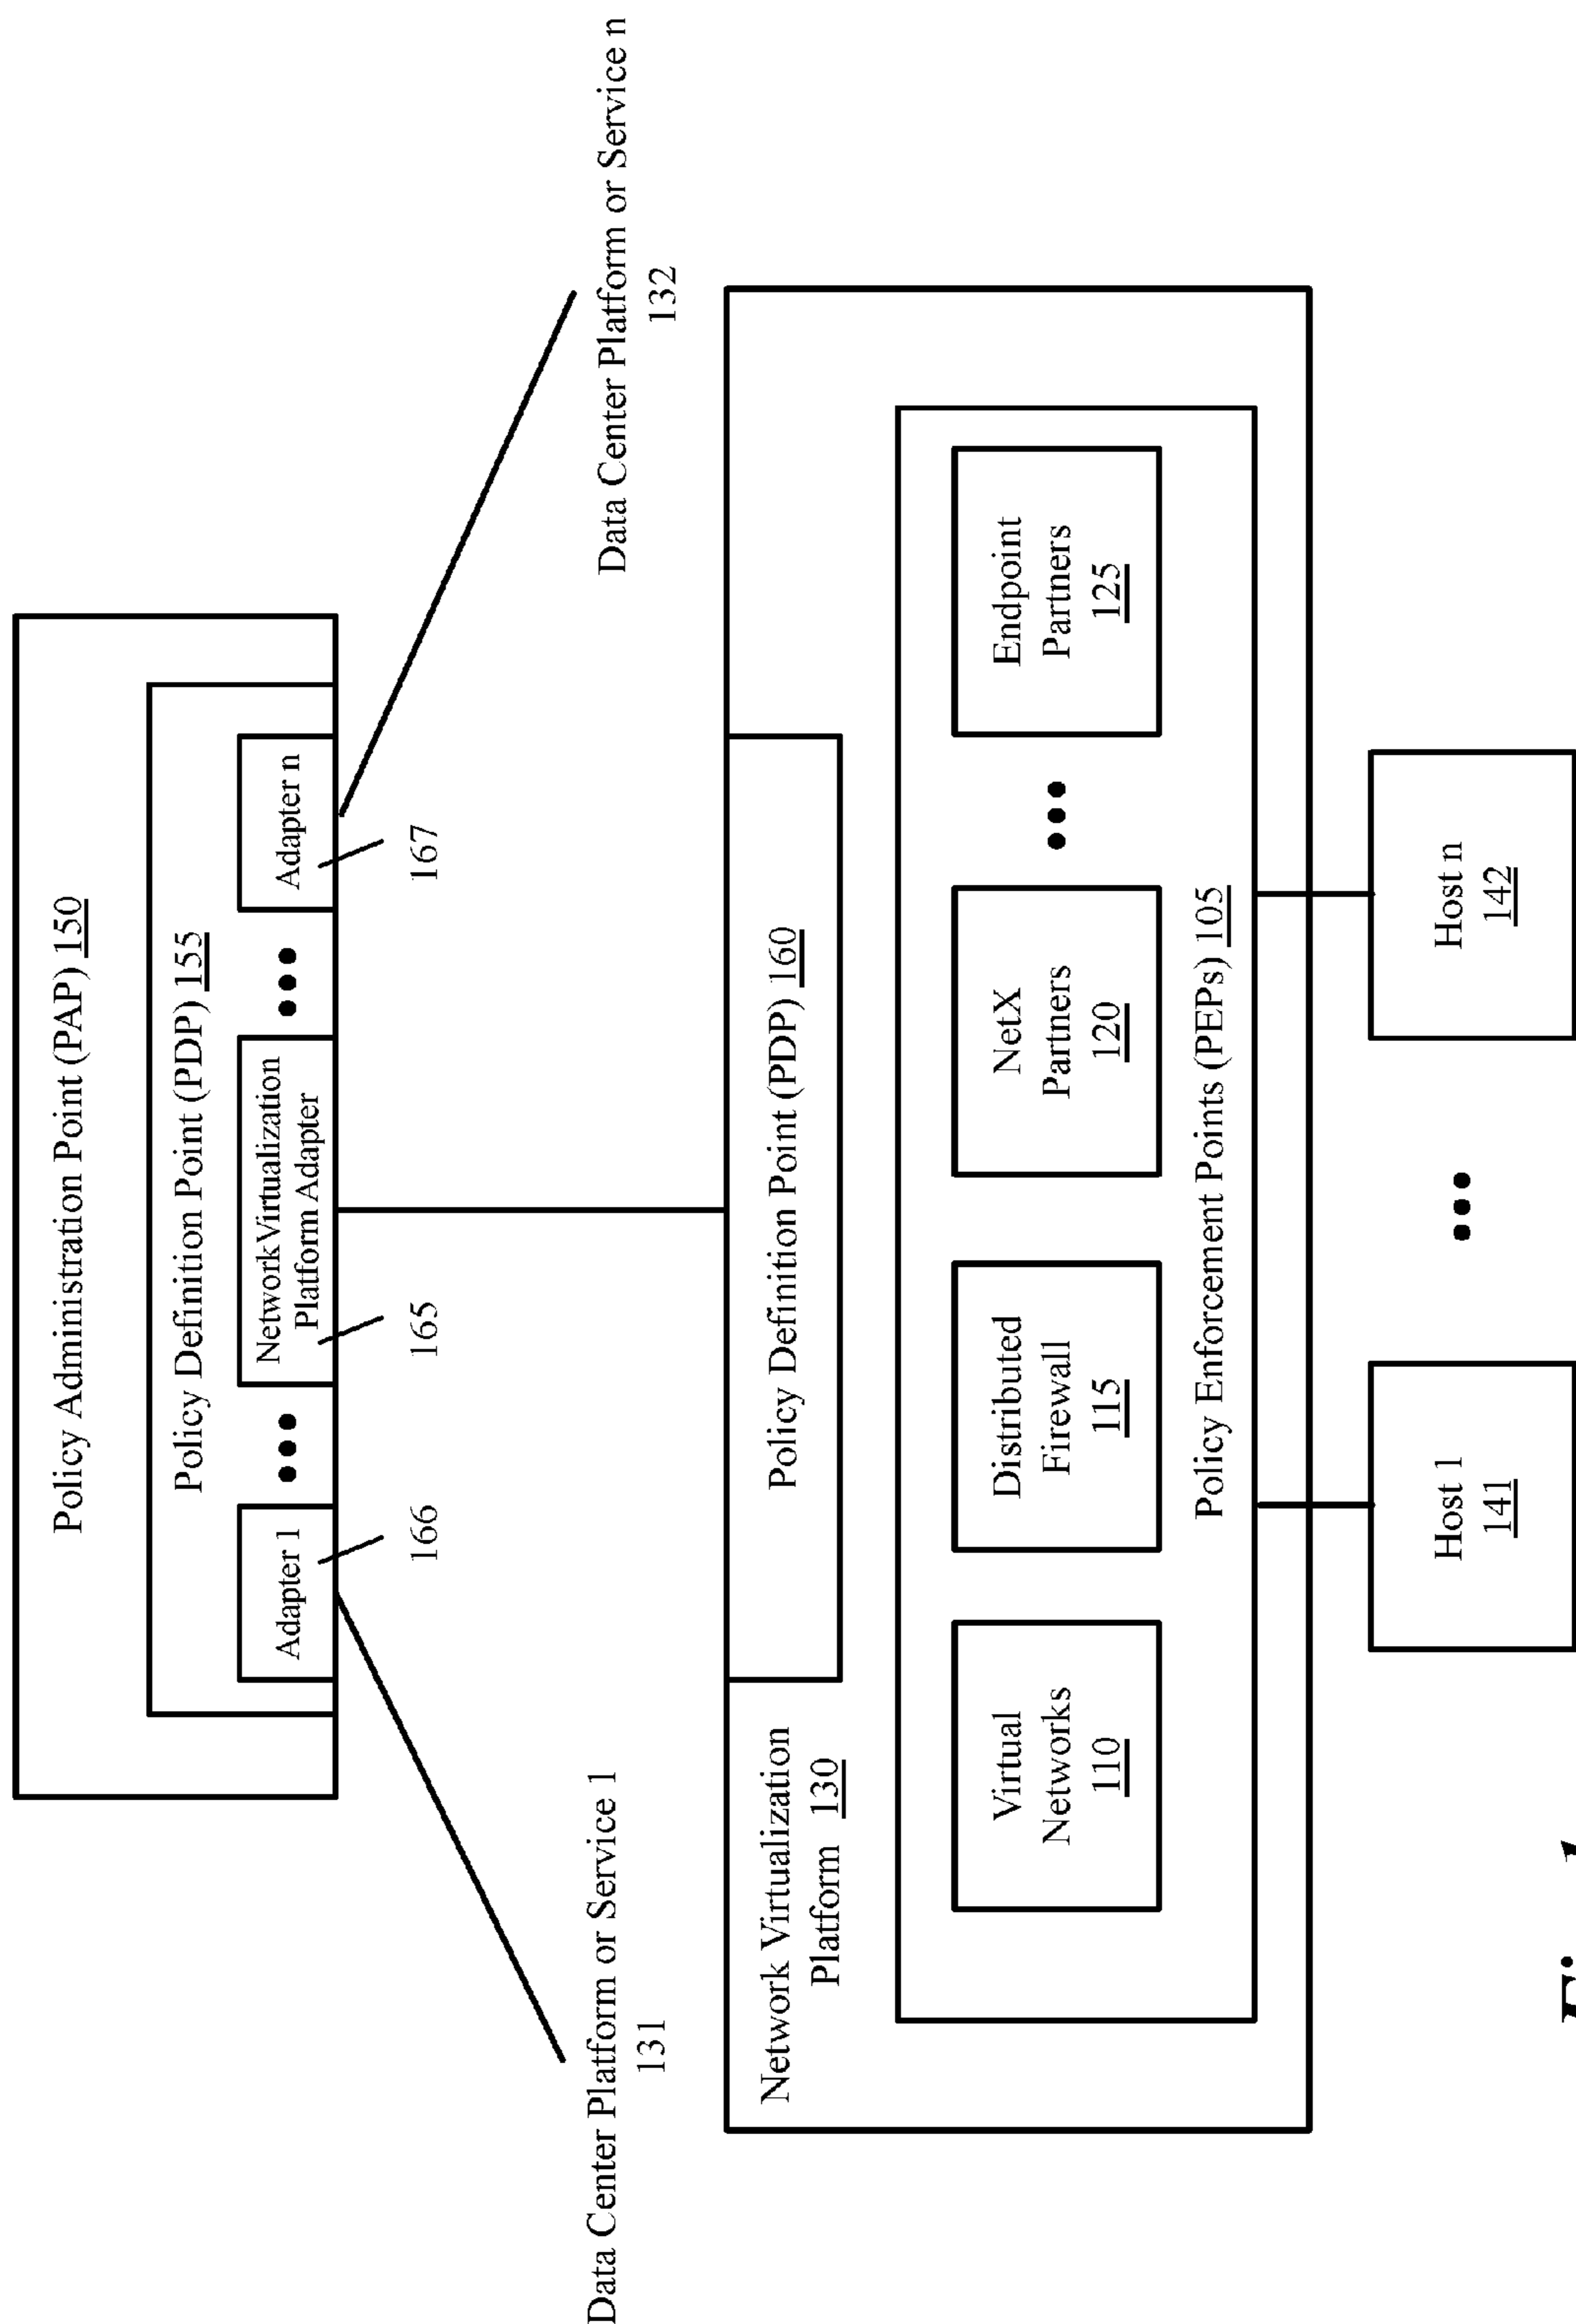 Policy Administration Point (PAP) 150
Policy Definition Point (PDP) 155
Adapter 1
NetworkVirtualization
Platform Adapter
Adapter n
166
165
167
Data Center Platform or Service 1
131
Data Center Platform or Service n
132
Network Virtualization
Platform 130
Policy Definition Point (PDP) 160
Virtual
Networks
110
Distributed
Firewall
115
NetX
Partners
120
Endpoint
Partners
125
Policy Enforcement Points (PEPs) 105
Host 1
141
Host n
142